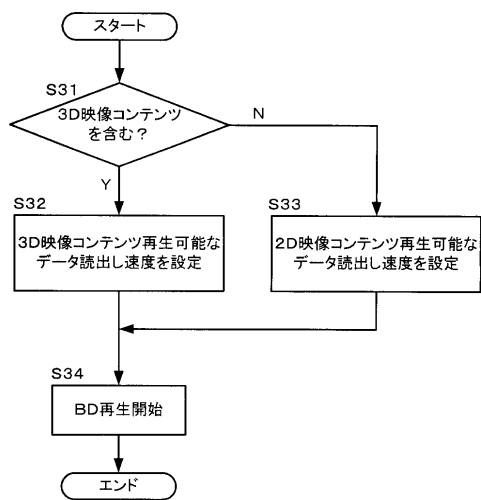 スタート
S31
3D映像コンテンツ
を含む？
N
Y
S32
3D映像コンテンツ再生可能な
データ読出し速度を設定
S33
2D映像コンテンツ再生可能な
データ読出し速度を設定
S34
BD再生開始
エンド